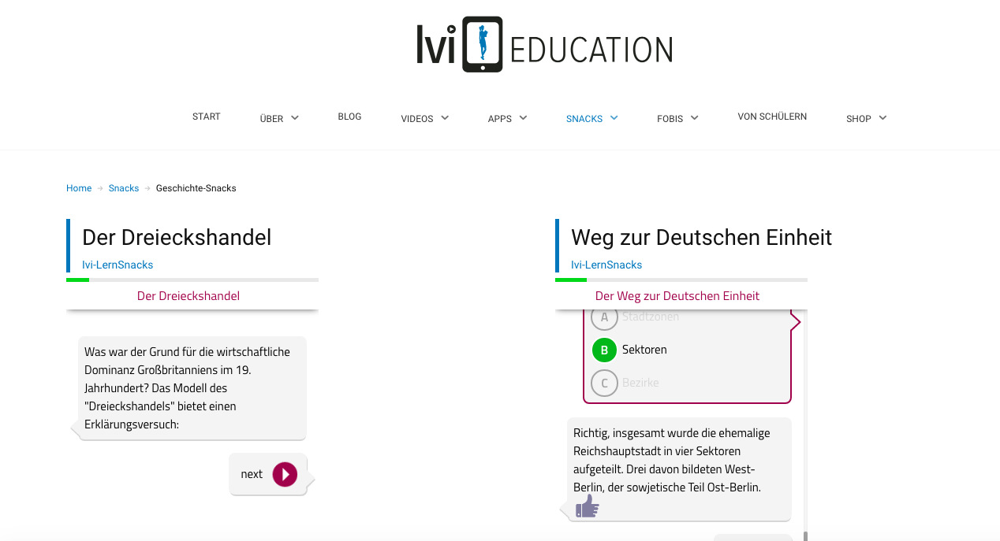 Ivi EDUCATION
START ÜBER BLOG VIDEOS APPS SNACKS FOBIS VON SCHÜLERN SHOP
Home → Snacks → Geschichte-Snacks
Der Dreieckshandel
Ivi-LernSnacks
Der Dreieckshandel
Was war der Grund für die wirtschaftliche
Dominanz Großbritanniens im 19.
Jahrhundert? Das Modell des
"Dreieckshandels" bietet einen
Erklärungsversuch:
next
Weg zur Deutschen Einheit
Ivi-LernSnacks
Der Weg zur Deutschen Einheit
A Stadtzonen
B Sektoren
C Bezirke
Richtig, insgesamt wurde die ehemalige
Reichshauptstadt in vier Sektoren
aufgeteilt. Drei davon bildeten West-
Berlin, der sowjetische Teil Ost-Berlin.